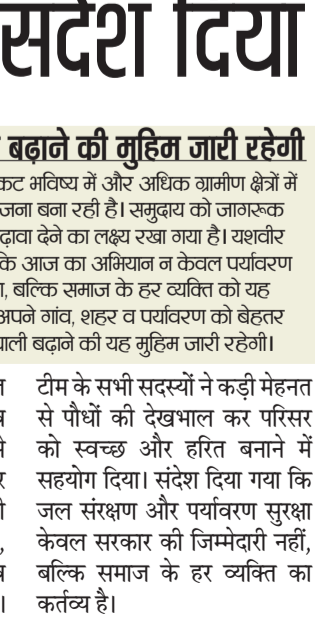 संदेश दिया
बढ़ाने की मुहिम जारी रहेगी
भविष्य में और अधिक ग्रामीण क्षेत्रों में
बना रही है। समुदाय को जागरूक
देने का लक्ष्य रखा गया है। यशवीर
कि आज का अभियान न केवल पर्यावरण
बल्कि समाज के हर व्यक्ति को यह
अपने गांव, शहर व पर्यावरण को बेहतर
बढ़ाने की यह मुहिम जारी रहेगी।
टीम के सभी सदस्यों ने कड़ी मेहनत
से पौधों की देखभाल कर परिसर
को स्वच्छ और हरित बनाने में
सहयोग दिया। संदेश दिया गया कि
जल संरक्षण और पर्यावरण सुरक्षा
केवल सरकार की जिम्मेदारी नहीं,
बल्कि समाज के हर व्यक्ति का
कर्तव्य है।